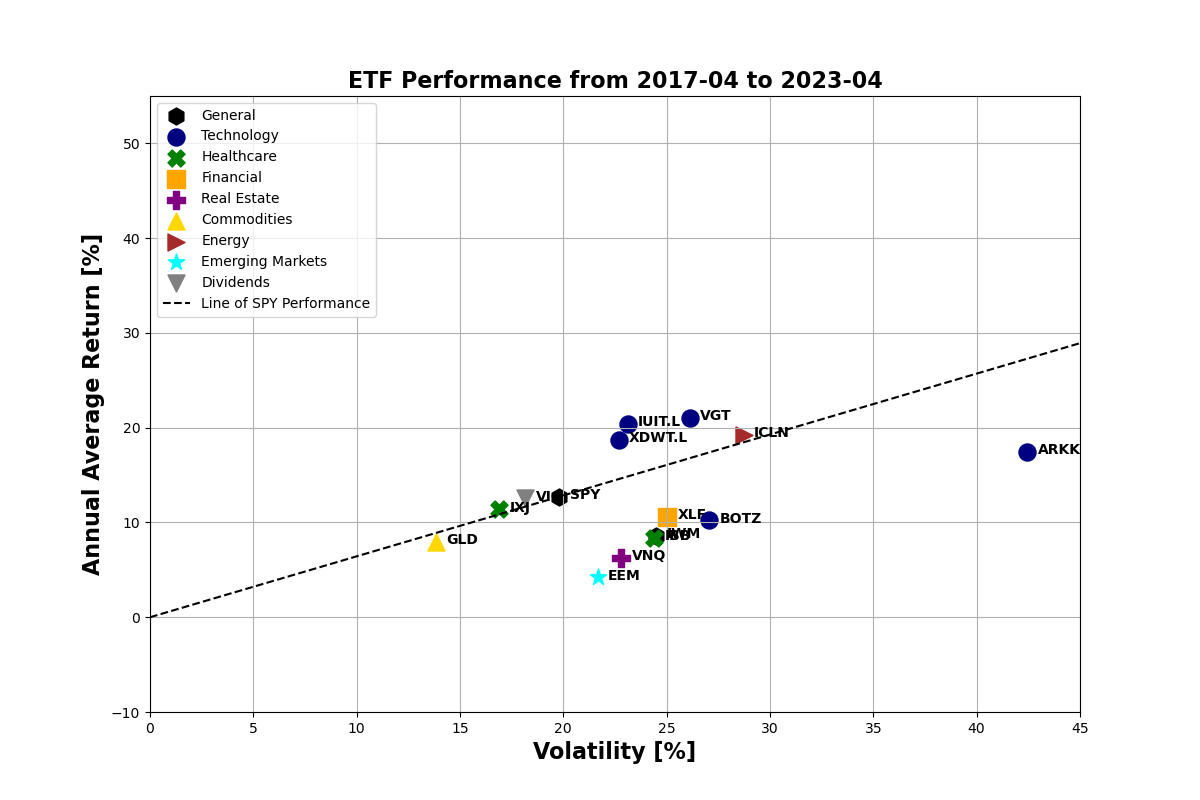 ETF Performance from 2017-04 to 2023-04
General
Technology
Healthcare
Financial
Real Estate
Commodities
Energy
Emerging Markets
Dividends
Line of SPY Performance
Annual Average Return [%]
50
40
30
20
10
0
−10
IUIT.L
VGT
XDWT.L
ICLN
ARKK
SPY
IXJ
XLF
BOTZ
IWM
GLD
VNQ
EEM
0 5 10 15 20 25 30 35 40 45
Volatility [%]